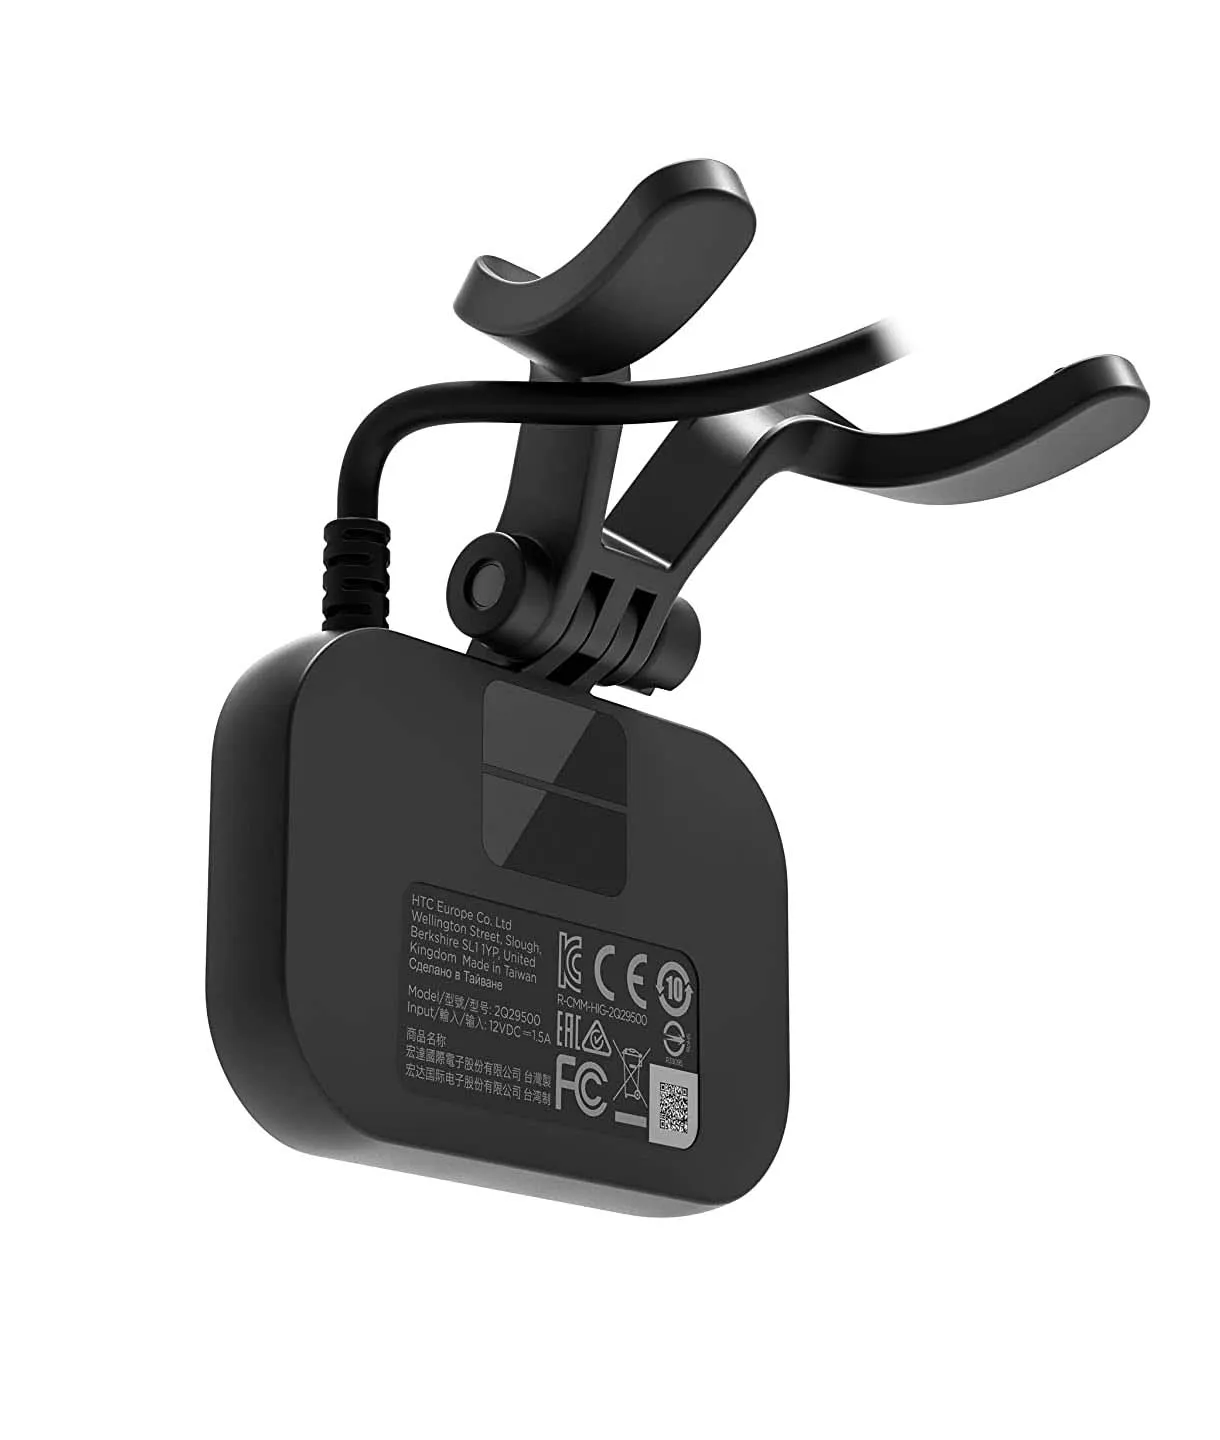 HTC Europe Co. Ltd
Wellington Street, Slough,
Berkshire SL1 1YP, United
Kingdom Made in Taiwan
Сделано в Тайване
Model/型號/型号: 2Q29500
Input/輸入/输入: 12VDC ⎓1.5A
商品名称
宏達國際電子股份有限公司 台灣製
宏达国际电子股份有限公司 台湾制
CE
10
R-CMM-HIG-2Q29500
EAC
FC